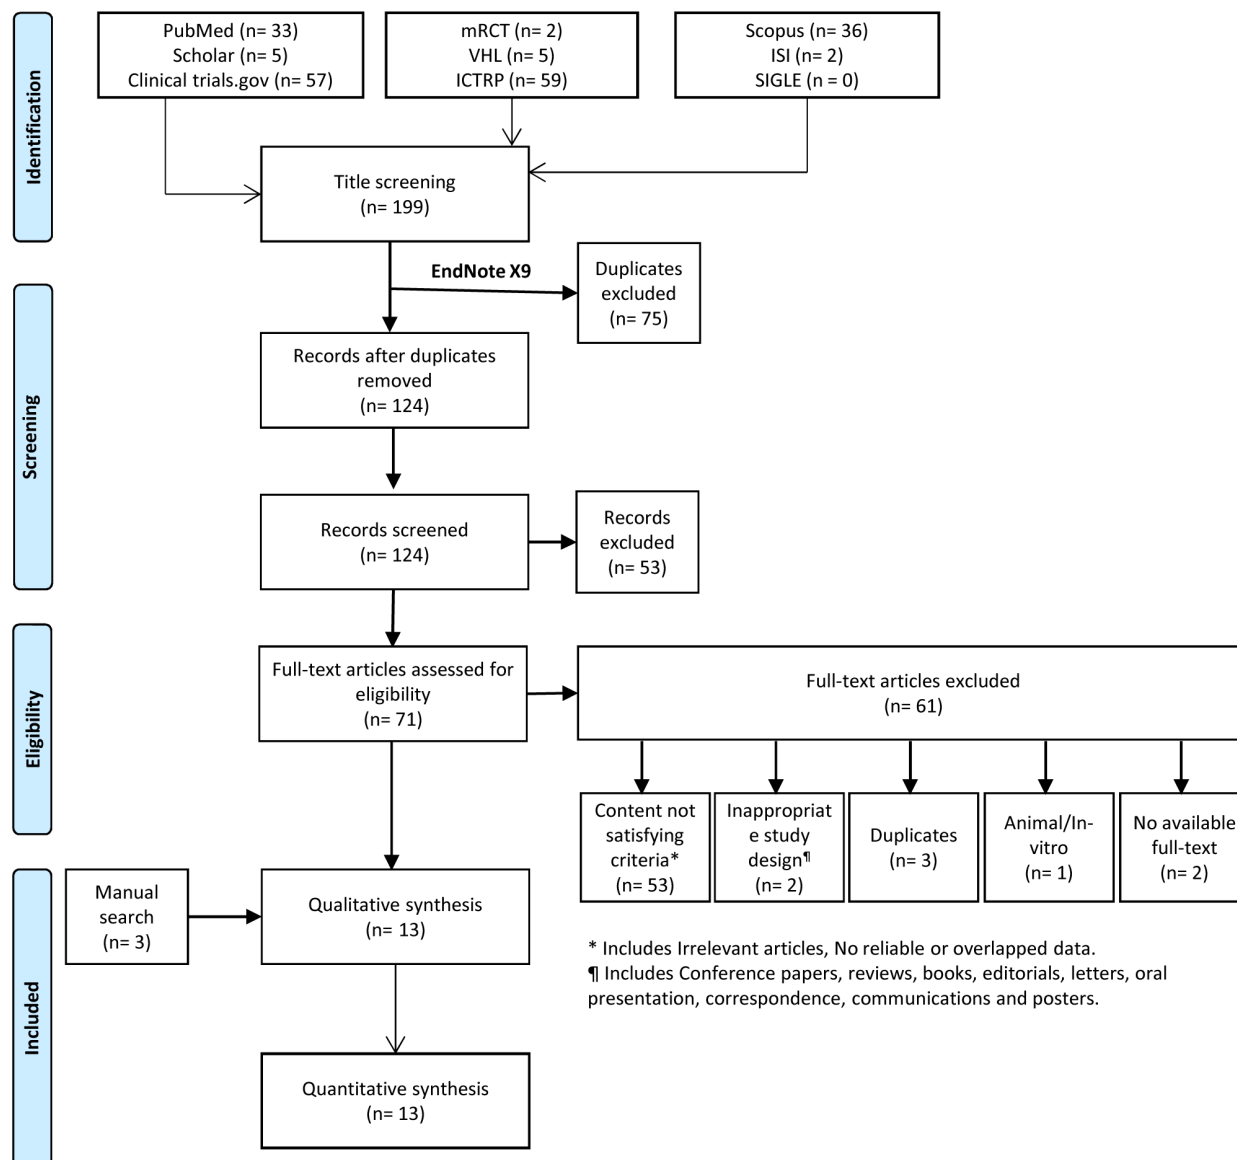 Identification
PubMed (n= 33)
Scholar (n= 5)
Clinical trials.gov (n= 57)
mRCT (n= 2)
VHL (n= 5)
ICTRP (n= 59)
Scopus (n= 36)
ISI (n= 2)
SIGLE (n = 0)
Title screening
(n= 199)
EndNote X9
Duplicates
excluded
(n= 75)
Screening
Records after duplicates
removed
(n= 124)
Records screened
(n= 124)
Records
excluded
(n= 53)
Eligibility
Full-text articles assessed for
eligibility
(n= 71)
Full-text articles excluded
(n= 61)
Content not
satisfying
criteria*
(n= 53)
Inappropriat
e study
design¶
(n= 2)
Duplicates
(n= 3)
Animal/In-
vitro
(n= 1)
No available
full-text
(n= 2)
Included
Manual
search
(n= 3)
Qualitative synthesis
(n= 13)
* Includes Irrelevant articles, No reliable or overlapped data.
¶ Includes Conference papers, reviews, books, editorials, letters, oral
presentation, correspondence, communications and posters.
Quantitative synthesis
(n= 13)